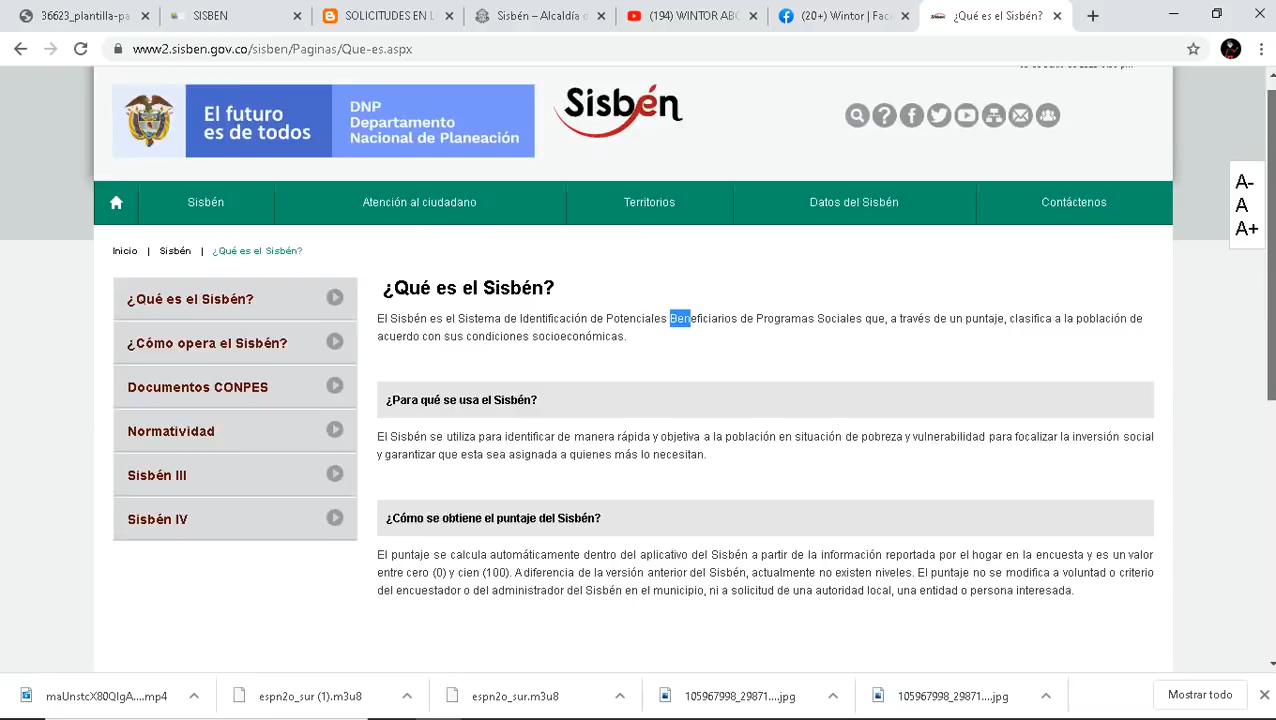 36623_plantilla-pa
SISBEN
SOLICITUDES EN L
Sisbén – Alcaldía d
(194) WINTOR ABC
(20+) Wintor | Fac
¿Qué es el Sisbén?
www2.sisben.gov.co/sisben/Paginas/Que-es.aspx
El futuro
es de todos
DNP
Departamento
Nacional de Planeación
Sisbén
A-
A
A+
Sisbén
Atención al ciudadano
Territorios
Datos del Sisbén
Contáctenos
Inicio | Sisbén | ¿Qué es el Sisbén?
¿Qué es el Sisbén?
¿Cómo opera el Sisbén?
Documentos CONPES
Normatividad
Sisbén III
Sisbén IV
¿Qué es el Sisbén?
El Sisbén es el Sistema de Identificación de Potenciales Beneficiarios de Programas Sociales que, a través de un puntaje, clasifica a la población de
acuerdo con sus condiciones socioeconómicas.
¿Para qué se usa el Sisbén?
El Sisbén se utiliza para identificar de manera rápida y objetiva a la población en situación de pobreza y vulnerabilidad para focalizar la inversión social
y garantizar que esta sea asignada a quienes más lo necesitan.
¿Cómo se obtiene el puntaje del Sisbén?
El puntaje se calcula automáticamente dentro del aplicativo del Sisbén a partir de la información reportada por el hogar en la encuesta y es un valor
entre cero (0) y cien (100). A diferencia de la versión anterior del Sisbén, actualmente no existen niveles. El puntaje no se modifica a voluntad o criterio
del encuestador o del administrador del Sisbén en el municipio, ni a solicitud de una autoridad local, una entidad o persona interesada.
maUnstcX80QIgA....mp4
espn2o_sur (1).m3u8
espn2o_sur.m3u8
105967998_29871....jpg
105967998_29871....jpg
Mostrar todo